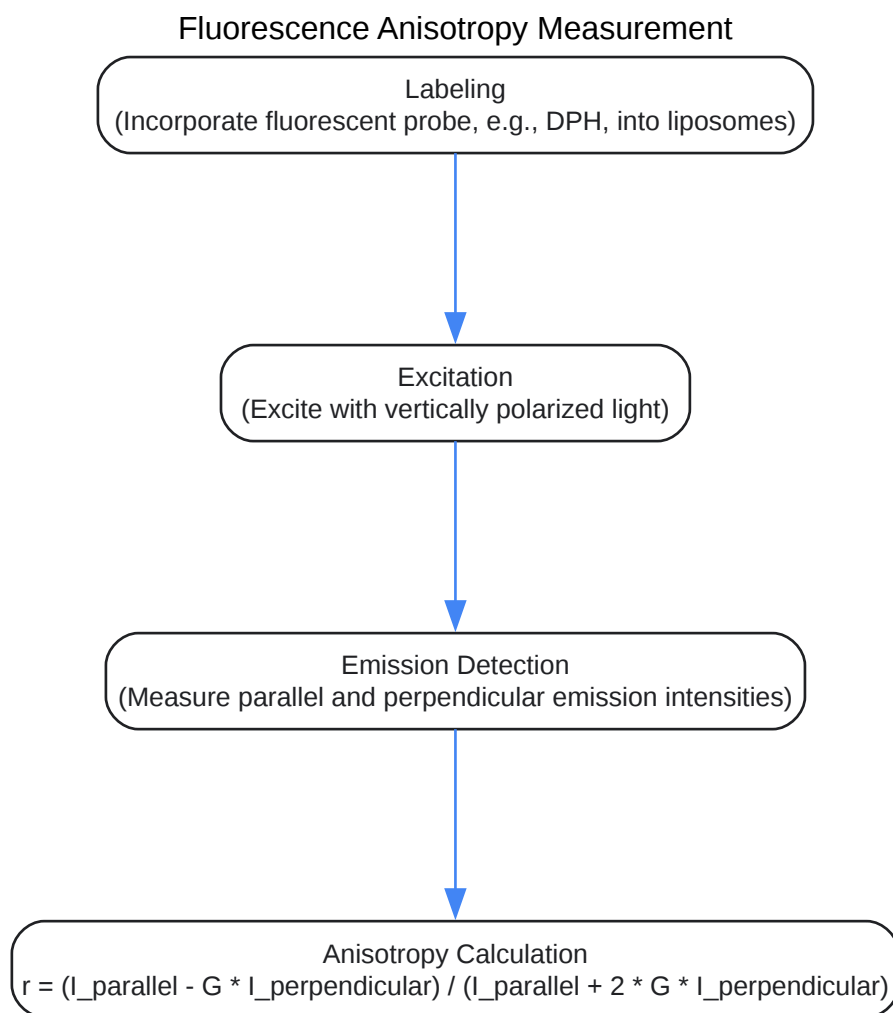 Fluorescence Anisotropy Measurement
Labeling
(Incorporate fluorescent probe, e.g., DPH, into liposomes)
Excitation
(Excite with vertically polarized light)
Emission Detection
(Measure parallel and perpendicular emission intensities)
Anisotropy Calculation
r = (I_parallel - G * I_perpendicular) / (I_parallel + 2 * G * I_perpendicular)